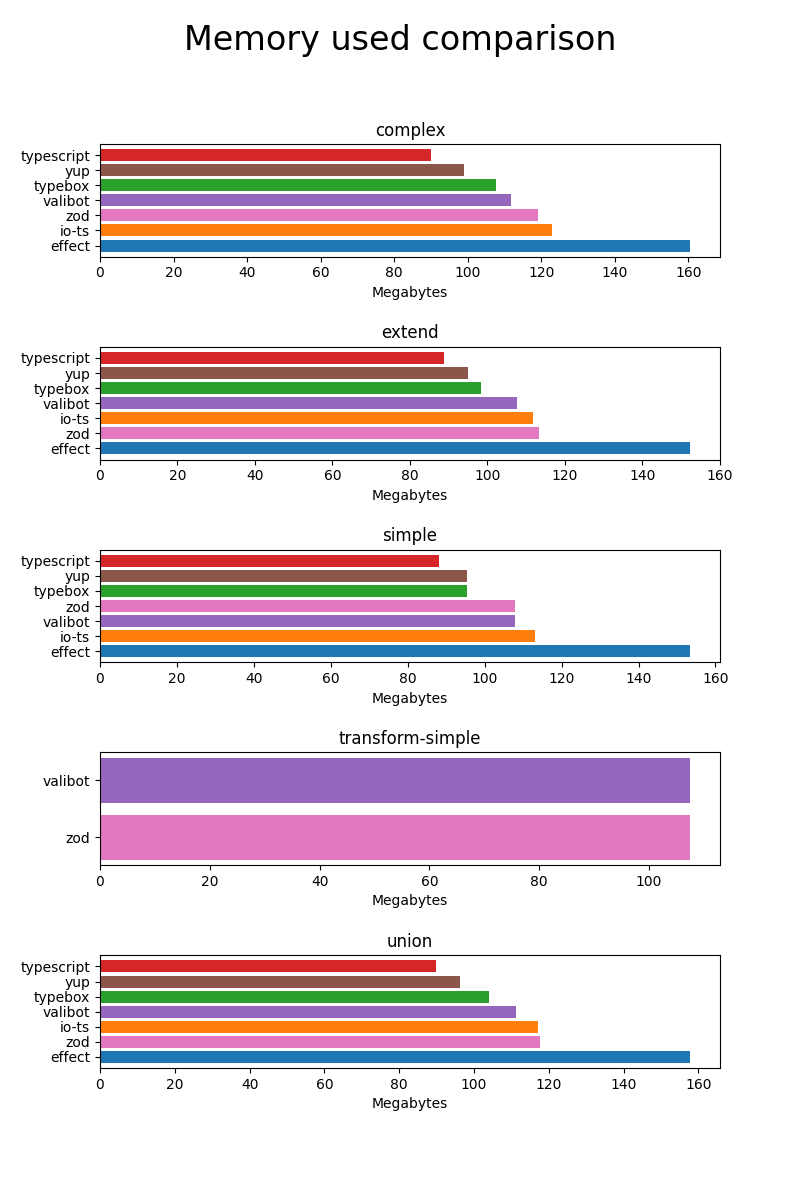 Memory used comparison
complex
typescript
yup
typebox
valibot
zod
io-ts
effect
0 20 40 60 80 100 120 140 160
Megabytes
extend
typescript
yup
typebox
valibot
io-ts
zod
effect
0 20 40 60 80 100 120 140 160
Megabytes
simple
typescript
yup
typebox
zod
valibot
io-ts
effect
0 20 40 60 80 100 120 140 160
Megabytes
transform-simple
valibot
zod
0 20 40 60 80 100
Megabytes
union
typescript
yup
typebox
valibot
io-ts
zod
effect
0 20 40 60 80 100 120 140 160
Megabytes